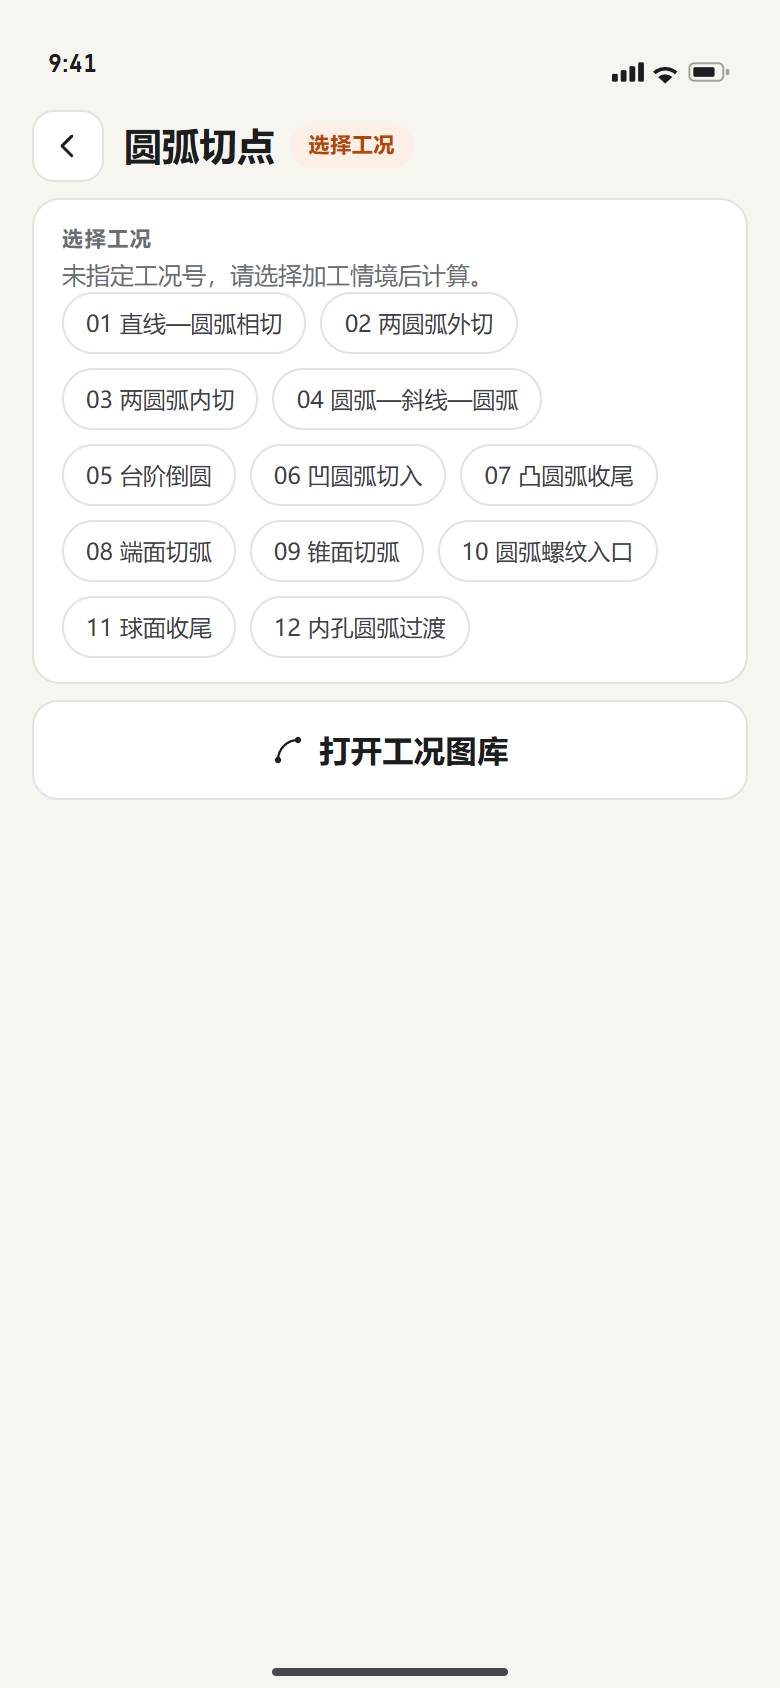 9:41
圆弧切点 选择工况
选择工况
未指定工况号，请选择加工情境后计算。
01 直线—圆弧相切 02 两圆弧外切
03 两圆弧内切 04 圆弧—斜线—圆弧
05 台阶倒圆 06 凹圆弧切入 07 凸圆弧收尾
08 端面切弧 09 锥面切弧 10 圆弧螺纹入口
11 球面收尾 12 内孔圆弧过渡
打开工况图库